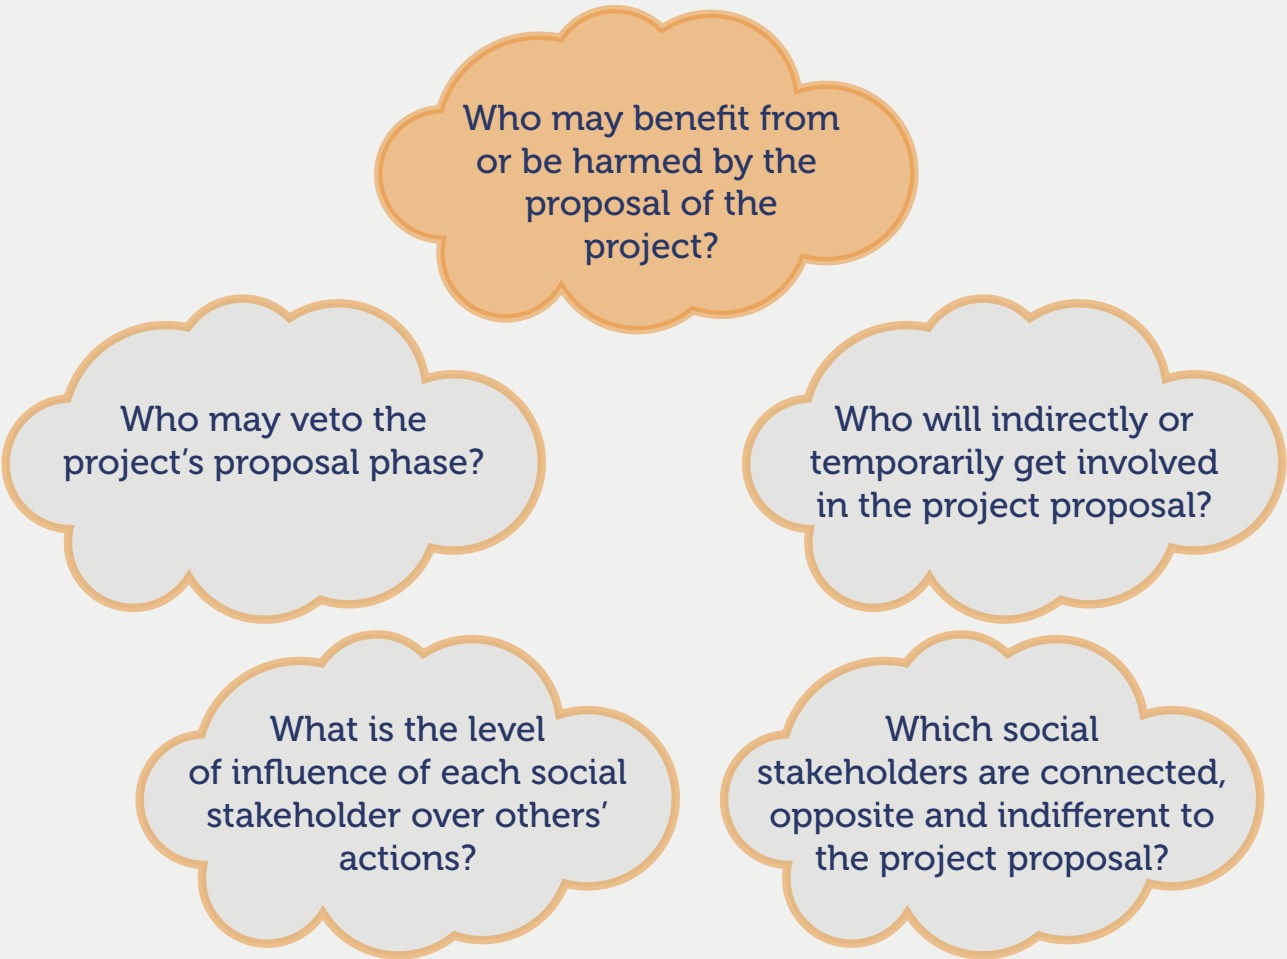 Who may benefit from
or be harmed by the
proposal of the
project?
Who may veto the
project’s proposal phase?
Who will indirectly or
temporarily get involved
in the project proposal?
What is the level
of influence of each social
stakeholder over others’
actions?
Which social
stakeholders are connected,
opposite and indifferent to
the project proposal?